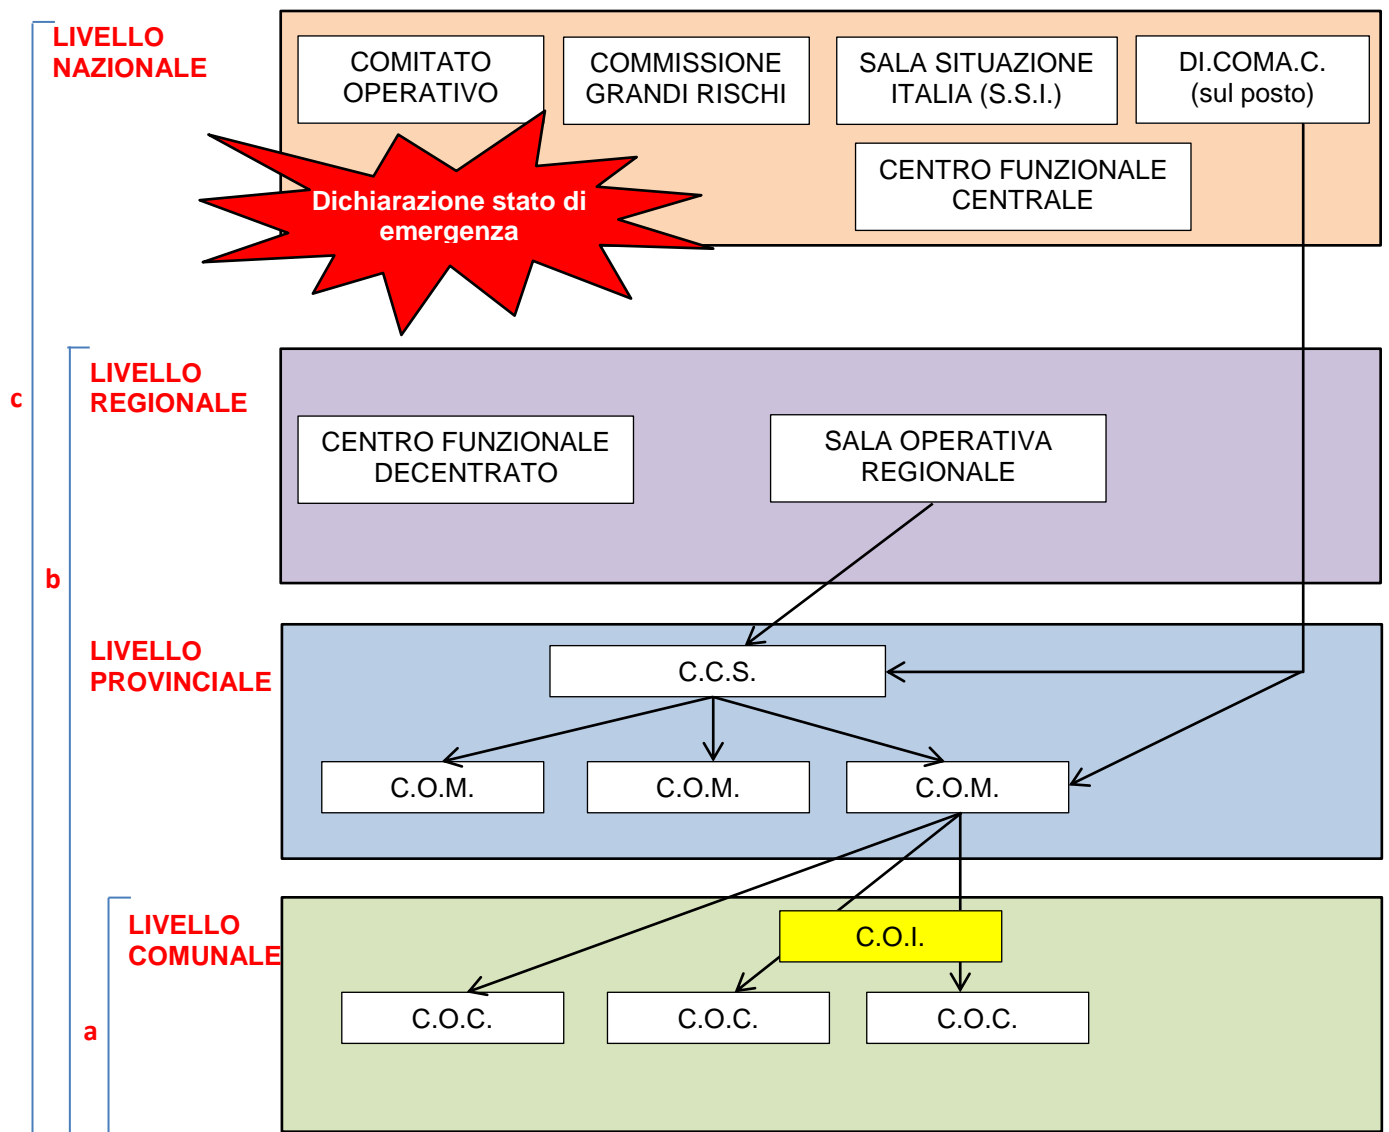 LIVELLO
NAZIONALE
COMITATO
OPERATIVO
COMMISSIONE
GRANDI RISCHI
SALA SITUAZIONE
ITALIA (S.S.I.)
DI.COMA.C.
(sul posto)
CENTRO FUNZIONALE
CENTRALE
Dichiarazione stato di
emergenza
c
LIVELLO
REGIONALE
CENTRO FUNZIONALE
DECENTRATO
SALA OPERATIVA
REGIONALE
b
LIVELLO
PROVINCIALE
C.C.S.
C.O.M.
C.O.M.
C.O.M.
LIVELLO
COMUNALE
C.O.I.
C.O.C.
C.O.C.
C.O.C.
a